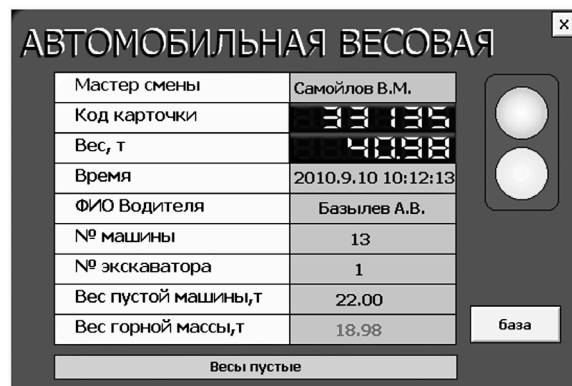 АВТОМОБИЛЬНАЯ ВЕСОВАЯ
x
Мастер смены Самойлов В.М.
Код карточки 33 135
Вес, т 40.98
Время 2010.9.10 10:12:13
ФИО Водителя Базылев А.В.
№ машины 13
№ экскаватора 1
Вес пустой машины,т 22.00
Вес горной массы,т 18.98
база
Весы пустые